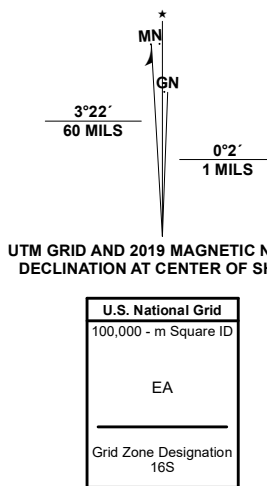 ★
MN
GN
3°22´
60 MILS
0°2´
1 MILS
UTM GRID AND 2019 MAGNETIC
DECLINATION AT CENTER OF
U.S. National Grid
100,000 - m Square ID
EA
Grid Zone Designation
16S